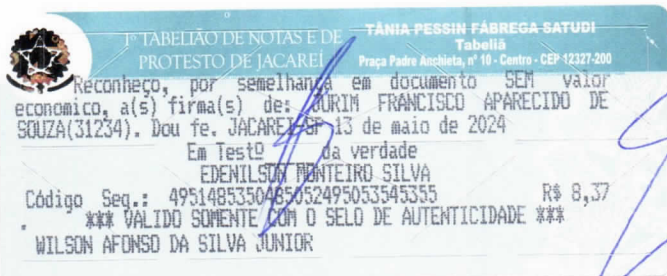 1º TABELIÃO DE NOTAS E DE
PROTESTO DE JACAREÍ
TÂNIA PESSIN FÁBREGA SATUDI
Tabeliã
Praça Padre Anchieta, nº 10 - Centro - CEP 12327-200
Reconheço, por semelhança em documento SEM valor
economico, a(s) firma(s) de: JURIM FRANCISCO APARECIDO DE
SOUZA(31234). Dou fe. JACAREI-SP 13 de maio de 2024
Em Testº da verdade
EDENILSON MONTEIRO SILVA
Código Seq.: 4951485350485052495053545355 R$ 8,37
. *** VALIDO SOMENTE COM O SELO DE AUTENTICIDADE ***
WILSON AFONSO DA SILVA JUNIOR